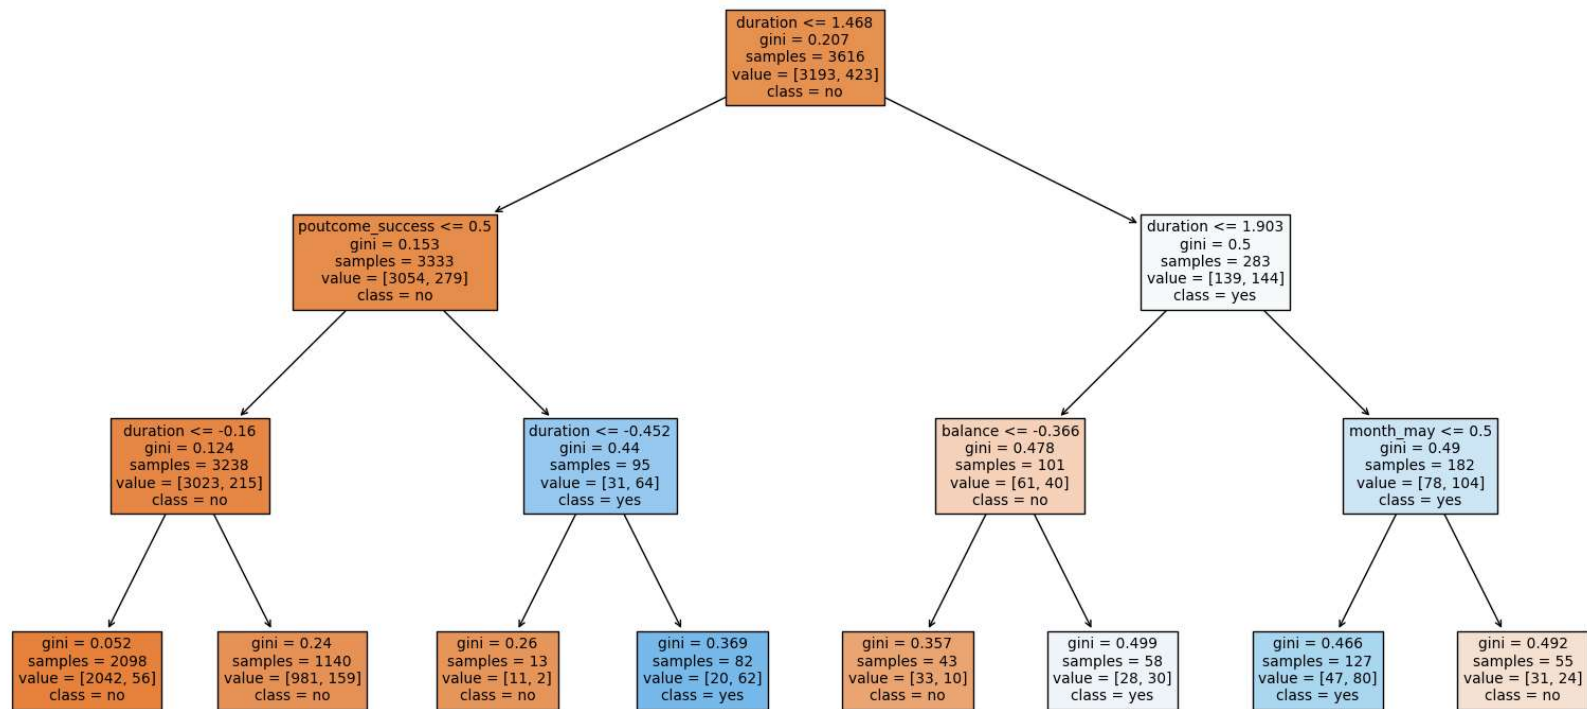 duration <= 1.468
gini = 0.207
samples = 3616
value = [3193, 423]
class = no
poutcome_success <= 0.5
gini = 0.153
samples = 3333
value = [3054, 279]
class = no
duration <= 1.903
gini = 0.5
samples = 283
value = [139, 144]
class = yes
duration <= -0.16
gini = 0.124
samples = 3238
value = [3023, 215]
class = no
duration <= -0.452
gini = 0.44
samples = 95
value = [31, 64]
class = yes
balance <= -0.366
gini = 0.478
samples = 101
value = [61, 40]
class = no
month_may <= 0.5
gini = 0.49
samples = 182
value = [78, 104]
class = yes
gini = 0.052
samples = 2098
value = [2042, 56]
class = no
gini = 0.24
samples = 1140
value = [981, 159]
class = no
gini = 0.26
samples = 13
value = [11, 2]
class = no
gini = 0.369
samples = 82
value = [20, 62]
class = yes
gini = 0.357
samples = 43
value = [33, 10]
class = no
gini = 0.499
samples = 58
value = [28, 30]
class = yes
gini = 0.466
samples = 127
value = [47, 80]
class = yes
gini = 0.492
samples = 55
value = [31, 24]
class = no